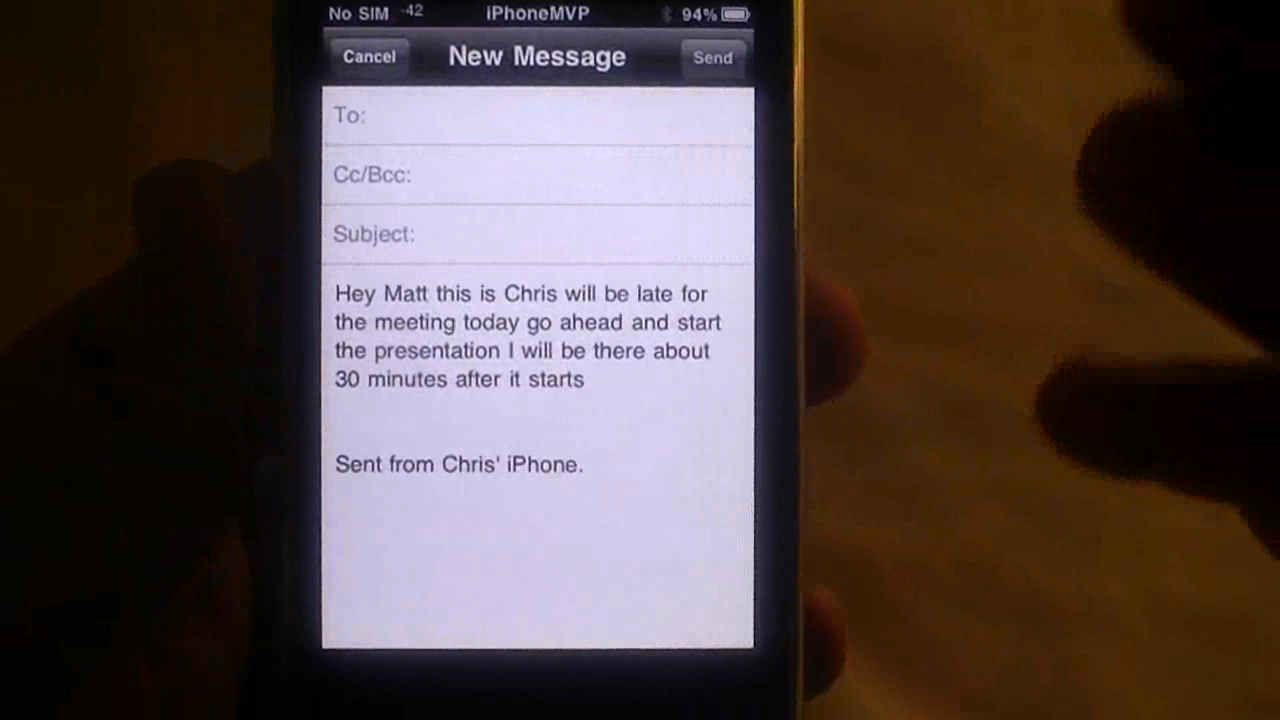 No SIM -42 iPhoneMVP 94%
Cancel New Message Send
To:
Cc/Bcc:
Subject:
Hey Matt this is Chris will be late for
the meeting today go ahead and start
the presentation I will be there about
30 minutes after it starts
Sent from Chris' iPhone.